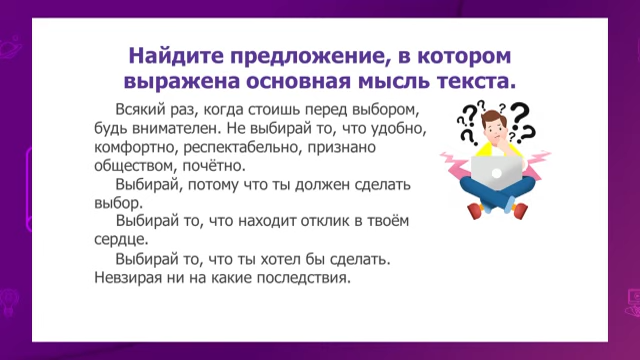 Найдите предложение, в котором
выражена основная мысль текста.
Всякий раз, когда стоишь перед выбором,
будь внимателен. Не выбирай то, что удобно,
комфортно, респектабельно, признано
обществом, почётно.
Выбирай, потому что ты должен сделать
выбор.
Выбирай то, что находит отклик в твоём
сердце.
Выбирай то, что ты хотел бы сделать.
Невзирая ни на какие последствия.